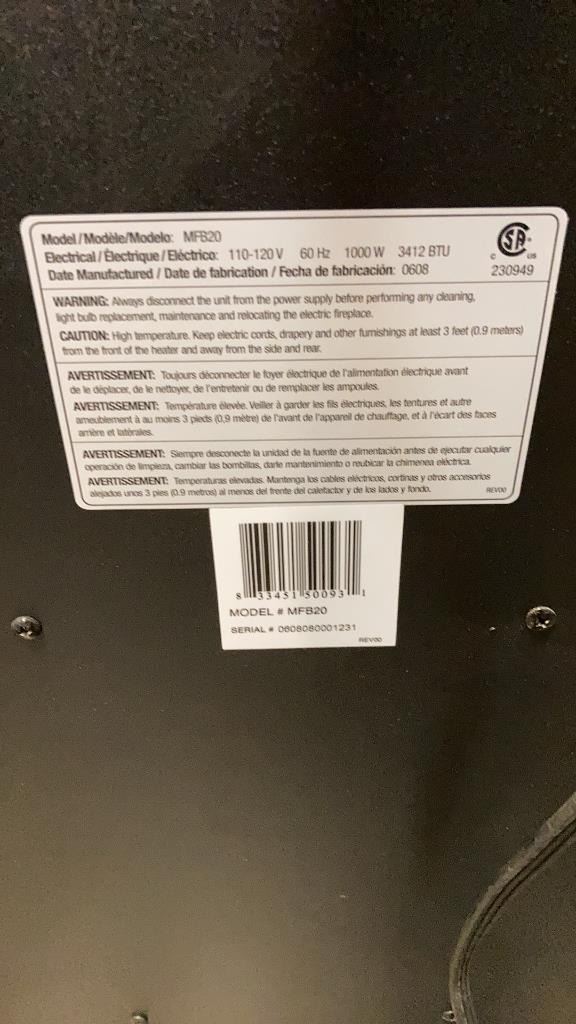 Model / Modèle/Modelo: MFB20
Electrical / Électrique / Eléctrico: 110-120 V 60 Hz 1000 W 3412 BTU
Date Manufactured / Date de fabrication / Fecha de fabricación: 0608
C SA US
230949
WARNING: Always disconnect the unit from the power supply before performing any cleaning,
light bulb replacement, maintenance and relocating the electric fireplace.
CAUTION: High temperature. Keep electric cords, drapery and other furnishings at least 3 feet (0.9 meters)
from the front of the heater and away from the side and rear.
AVERTISSEMENT: Toujours déconnecter le foyer électrique de l'alimentation électrique avant
de le déplacer, de le nettoyer, de l'entretenir ou de remplacer les ampoules.
AVERTISSEMENT: Température élevée. Veiller à garder les fils électriques, les tentures et autre
ameublement à au moins 3 pieds (0,9 mètre) de l'avant de l'appareil de chauffage, et à l'écart des faces
arrière et latérales.
AVERTISSEMENT: Siempre desconecte la unidad de la fuente de alimentación antes de ejecutar cualquier
operación de limpieza, cambiar las bombillas, darle mantenimiento o reubicar la chimenea eléctrica.
AVERTISSEMENT: Temperaturas elevadas. Mantenga los cables eléctricos, cortinas y otros accesorios
alejados unos 3 pies (0.9 metros) al menos del frente del calefactor y de los lados y fondo.
REV00
8 33451 50093 1
MODEL # MFB20
SERIAL # 0608080001231
REV00